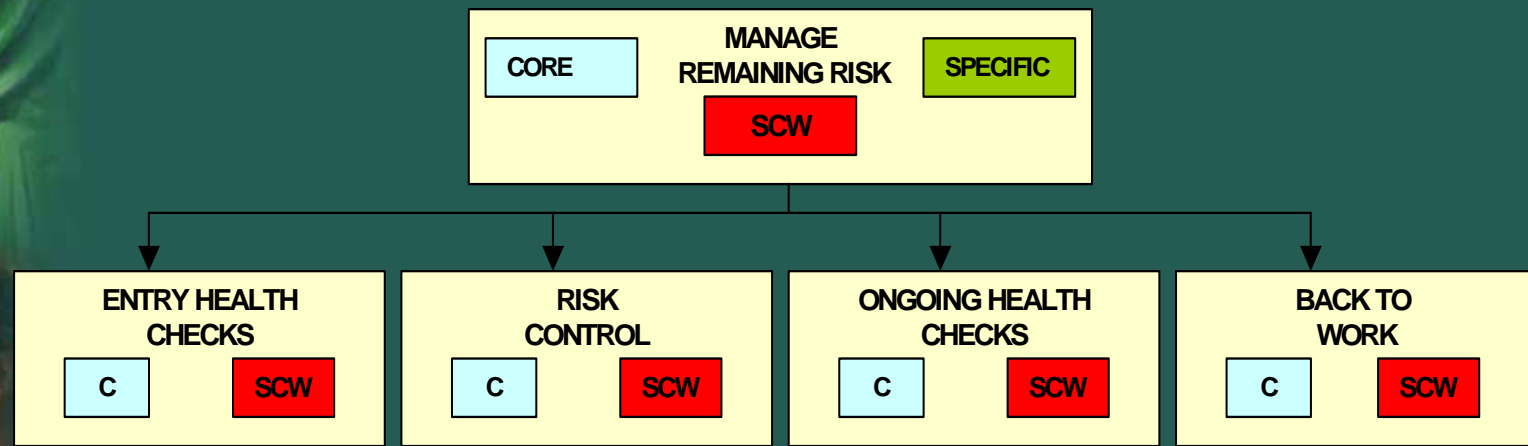 MANAGE
REMAINING RISK
CORE
SPECIFIC
SCW
ENTRY HEALTH
CHECKS
C
SCW
RISK
CONTROL
C
SCW
ONGOING HEALTH
CHECKS
C
SCW
BACK TO
WORK
C
SCW